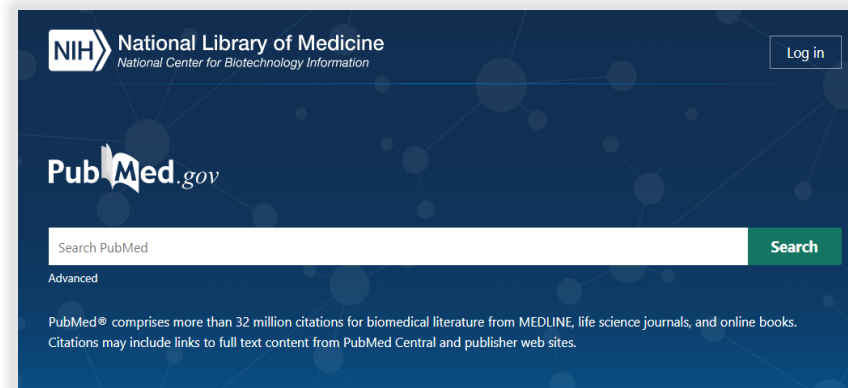 NIH National Library of Medicine
National Center for Biotechnology Information
Log in
PubMed.gov
Search PubMed
Search
Advanced
PubMed® comprises more than 32 million citations for biomedical literature from MEDLINE, life science journals, and online books.
Citations may include links to full text content from PubMed Central and publisher web sites.